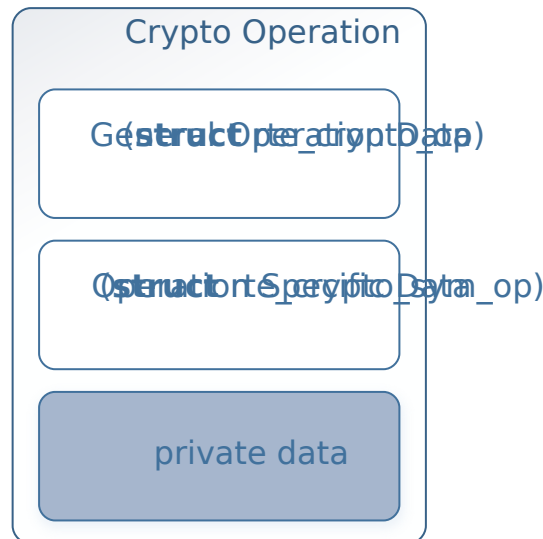 Crypto Operation
General Operation Data
(struct rte_crypto_op)
Operation Specific Data
(struct rte_crypto_sym_op)
private data